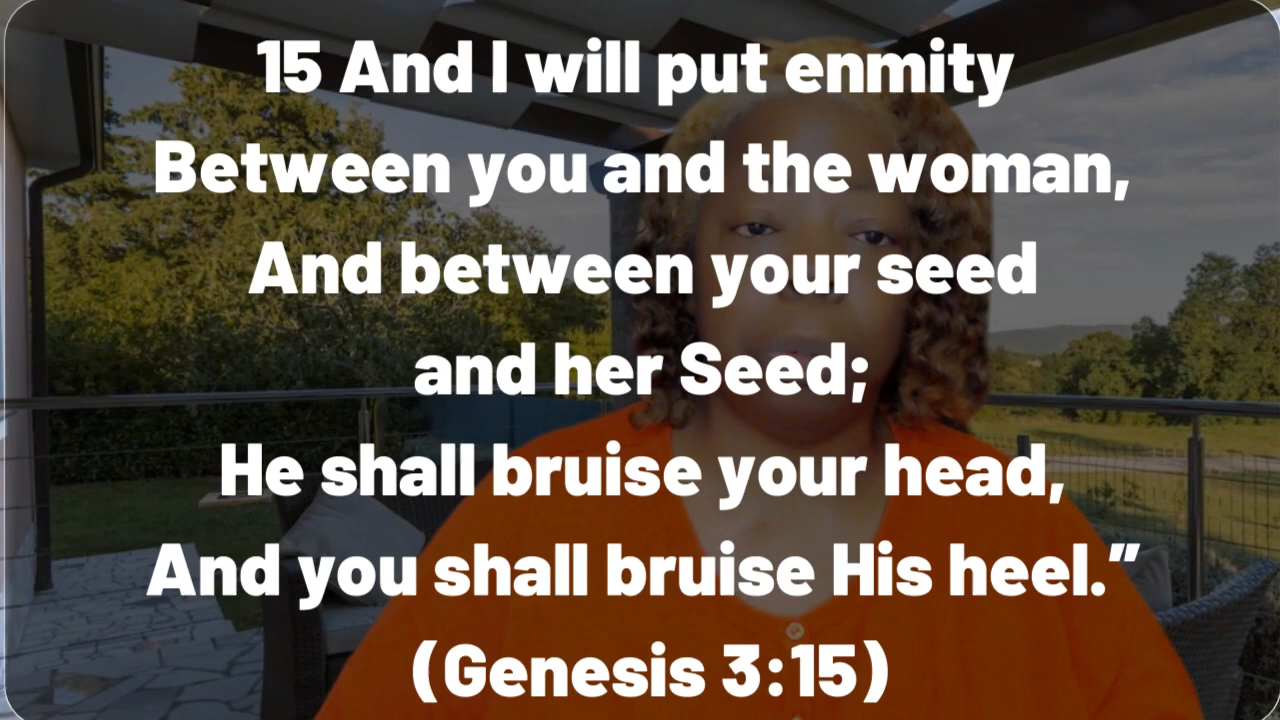 15 And I will put enmity
Between you and the woman,
And between your seed
and her Seed;
He shall bruise your head,
And you shall bruise His heel.”
(Genesis 3:15)